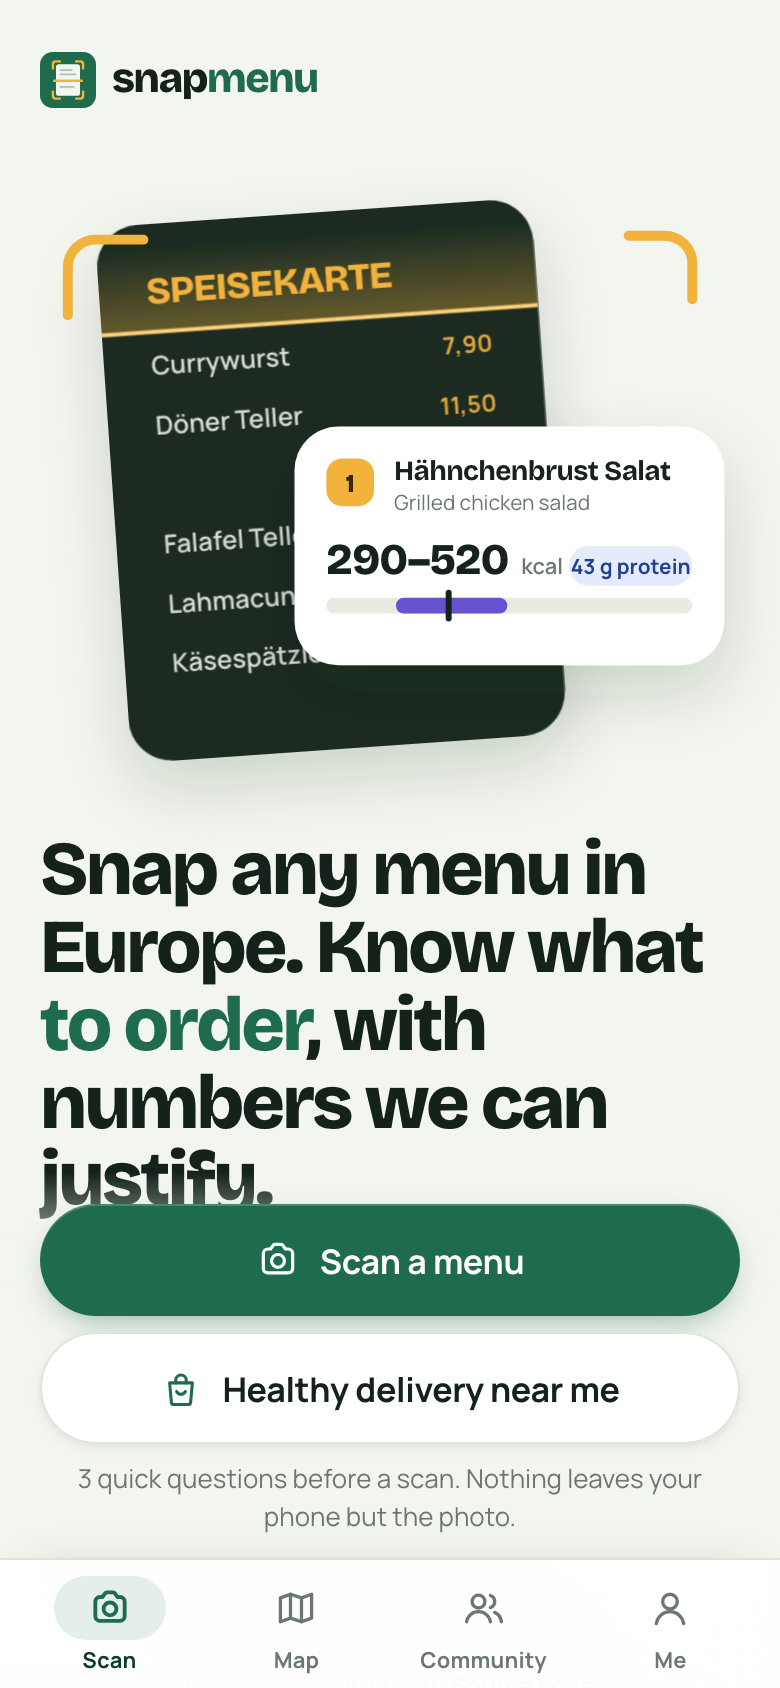 snapmenu
SPEISEKARTE
Currywurst 7,90
Döner Teller 11,50
1 Hähnchenbrust Salat
Grilled chicken salad
290–520 kcal 43 g protein
Falafel
Lahmacun
Snap any menu in
Europe. Know what
to order, with
numbers we can
justify.
Scan a menu
Healthy delivery near me
3 quick questions before a scan. Nothing leaves your
phone but the photo.
Scan Map Community Me